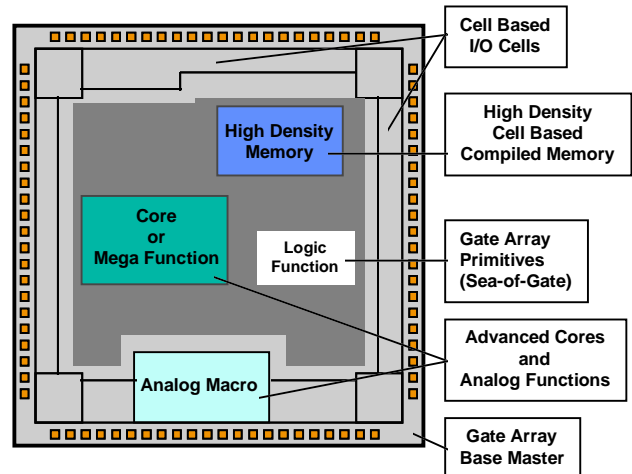 Cell Based
I/O Cells
High Density
Memory
High Density
Cell Based
Compiled Memory
Core
or
Mega Function
Logic
Function
Gate Array
Primitives
(Sea-of-Gate)
Advanced Cores
and
Analog Functions
Analog Macro
Gate Array
Base Master